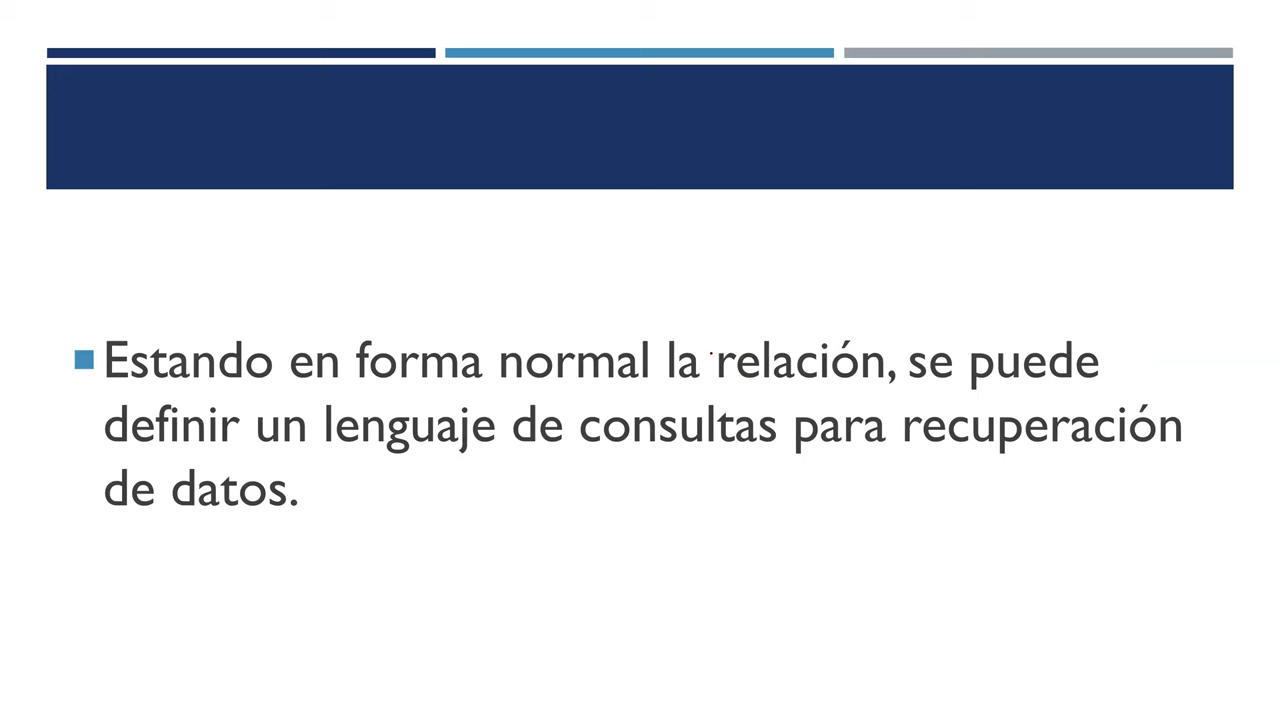 Estando en forma normal la relación, se puede
definir un lenguaje de consultas para recuperación
de datos.